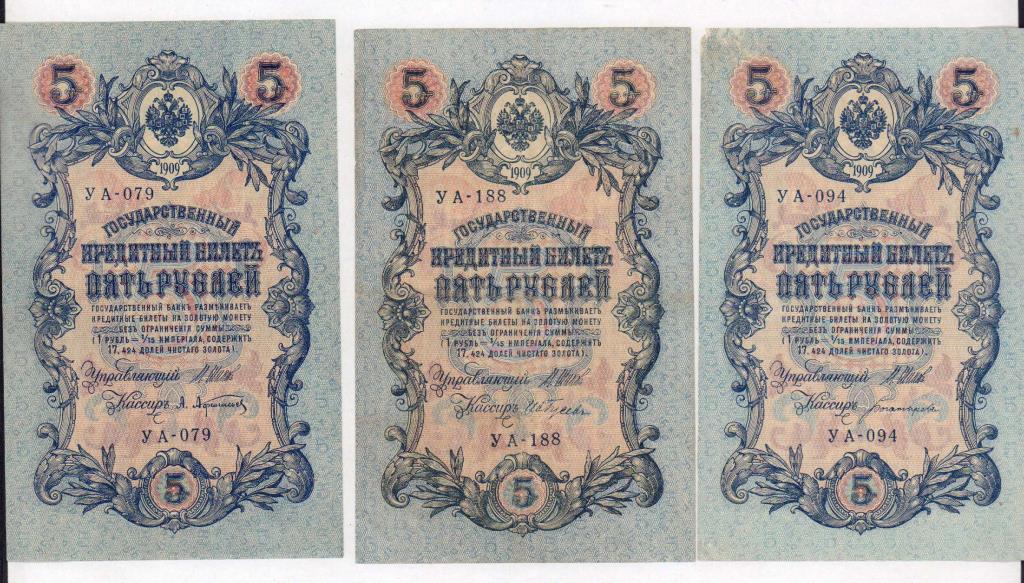 5 5
1909
УА-079
ГОСУДАРСТВЕННЫЙ
КРЕДИТНЫЙ БИЛЕТЪ
ПЯТЬ РУБЛЕЙ
ГОСУДАРСТВЕННЫЙ БАНКЪ РАЗМѢНИВАЕТЪ
КРЕДИТНЫЕ БИЛЕТЫ НА ЗОЛОТУЮ МОНЕТУ
БЕЗЪ ОГРАНИЧЕНІЯ СУММЫ
(1 РУБЛЬ = 1/15 ИМПЕРІАЛА, СОДЕРЖИТЪ
17,424 ДОЛЕЙ ЧИСТАГО ЗОЛОТА).
Управляющій
Кассиръ А. Афанасьев
УА-079
5
5 5
1909
УА-188
ГОСУДАРСТВЕННЫЙ
КРЕДИТНЫЙ БИЛЕТЪ
ПЯТЬ РУБЛЕЙ
ГОСУДАРСТВЕННЫЙ БАНКЪ РАЗМѢНИВАЕТЪ
КРЕДИТНЫЕ БИЛЕТЫ НА ЗОЛОТУЮ МОНЕТУ
БЕЗЪ ОГРАНИЧЕНІЯ СУММЫ
(1 РУБЛЬ = 1/15 ИМПЕРІАЛА, СОДЕРЖИТЪ
17,424 ДОЛЕЙ ЧИСТАГО ЗОЛОТА).
Управляющій
Кассиръ
УА-188
5
5 5
1909
УА-094
ГОСУДАРСТВЕННЫЙ
КРЕДИТНЫЙ БИЛЕТЪ
ПЯТЬ РУБЛЕЙ
ГОСУДАРСТВЕННЫЙ БАНКЪ РАЗМѢНИВАЕТЪ
КРЕДИТНЫЕ БИЛЕТЫ НА ЗОЛОТУЮ МОНЕТУ
БЕЗЪ ОГРАНИЧЕНІЯ СУММЫ
(1 РУБЛЬ = 1/15 ИМПЕРІАЛА, СОДЕРЖИТЪ
17,424 ДОЛЕЙ ЧИСТАГО ЗОЛОТА).
Управляющій
Кассиръ
УА-094
5